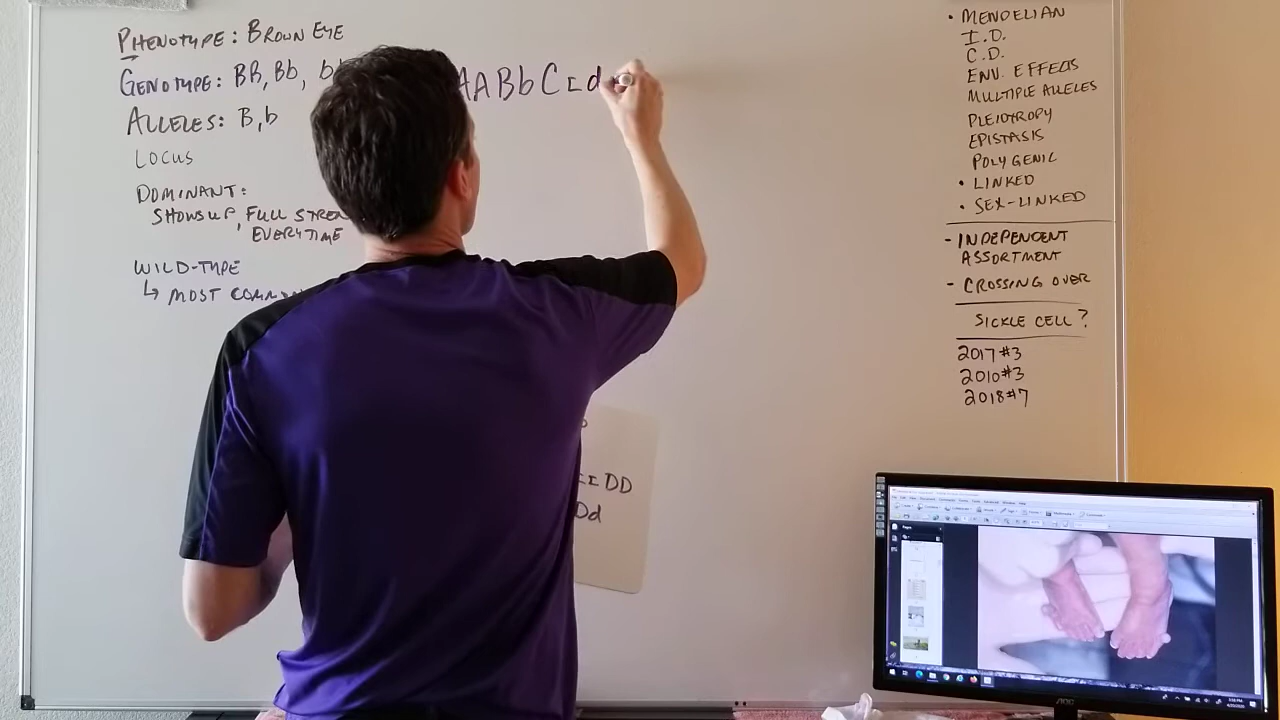 PHENOTYPE: BROWN EYE
GENOTYPE: BB, Bb, b
AABbCcd
ALLELES: B, b
LOCUS
DOMINANT:
SHOWS UP, FULL STREN
EVERYTIME
WILD-TYPE
↳ MOST COMMON
• MENDELIAN
I.D.
C.D.
ENV. EFFECTS
MULTIPLE ALLELES
PLEIOTROPY
EPISTASIS
POLYGENIC
• LINKED
• SEX-LINKED
- INDEPENDENT
ASSORTMENT
- CROSSING OVER
SICKLE CELL?
2017 #3
2010 #3
2018 #7
cDD
Dd
AOC